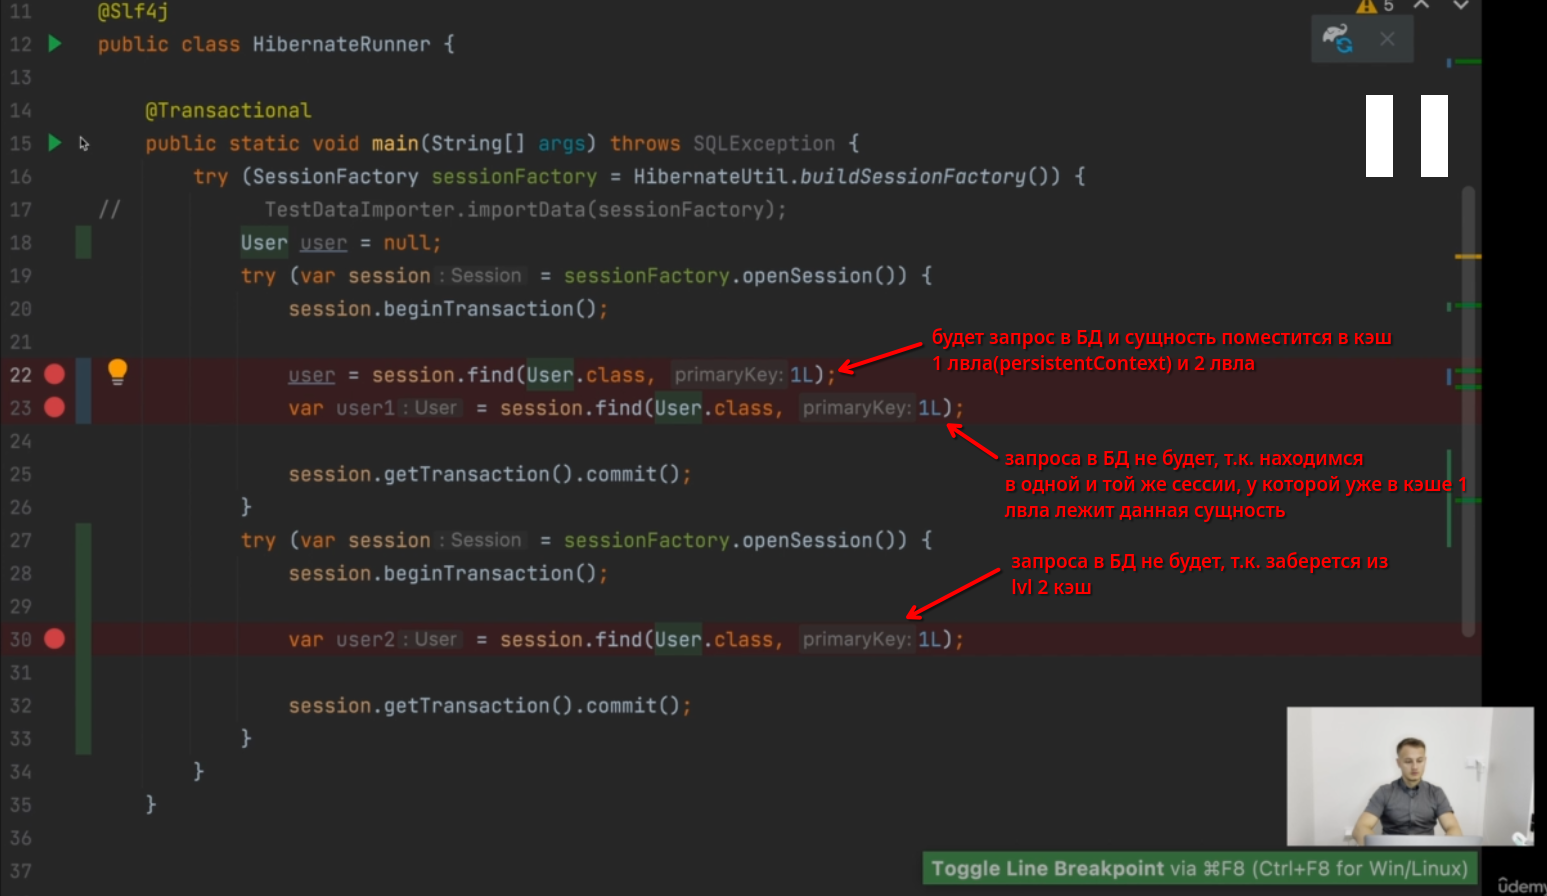 11 @Slf4j
5
12 public class HibernateRunner {
13
14 @Transactional
15 public static void main(String[] args) throws SQLException {
16 try (SessionFactory sessionFactory = HibernateUtil.buildSessionFactory()) {
17 // TestDataImporter.importData(sessionFactory);
18 User user = null;
19 try (var session : Session = sessionFactory.openSession()) {
20 session.beginTransaction();
21
будет запрос в БД и сущность поместится в кэш
1 лвла(persistentContext) и 2 лвла
22 user = session.find(User.class, primaryKey: 1L);
23 var user1 : User = session.find(User.class, primaryKey: 1L);
24
запроса в БД не будет, т.к. находимся
в одной и той же сессии, у которой уже в кэше 1
лвла лежит данная сущность
25 session.getTransaction().commit();
26 }
27 try (var session : Session = sessionFactory.openSession()) {
запроса в БД не будет, т.к. заберется из
lvl 2 кэш
28 session.beginTransaction();
29
30 var user2 : User = session.find(User.class, primaryKey: 1L);
31
32 session.getTransaction().commit();
33 }
34 }
35 }
36
37
Toggle Line Breakpoint via ⌘F8 (Ctrl+F8 for Win/Linux)
ûdemy